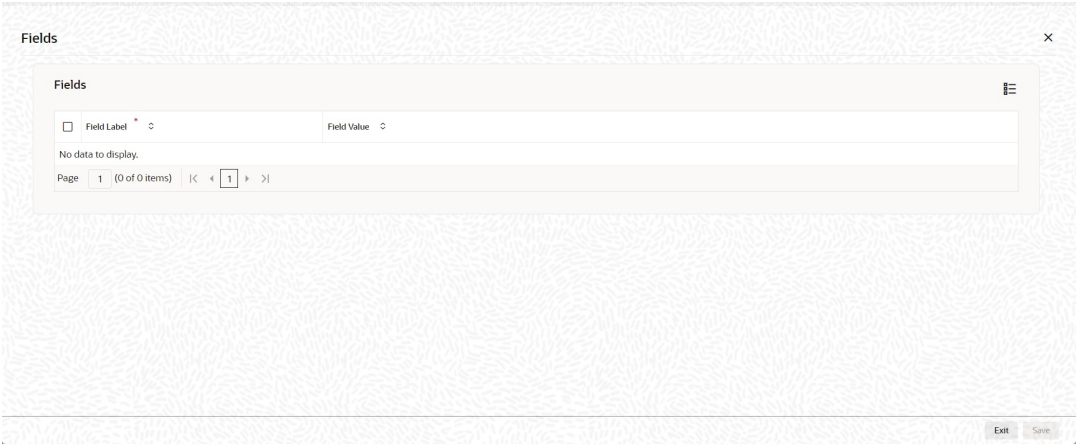 Fields
Fields
Field Label * Field Value
No data to display.
Page 1 (0 of 0 items) 1
Exit Save